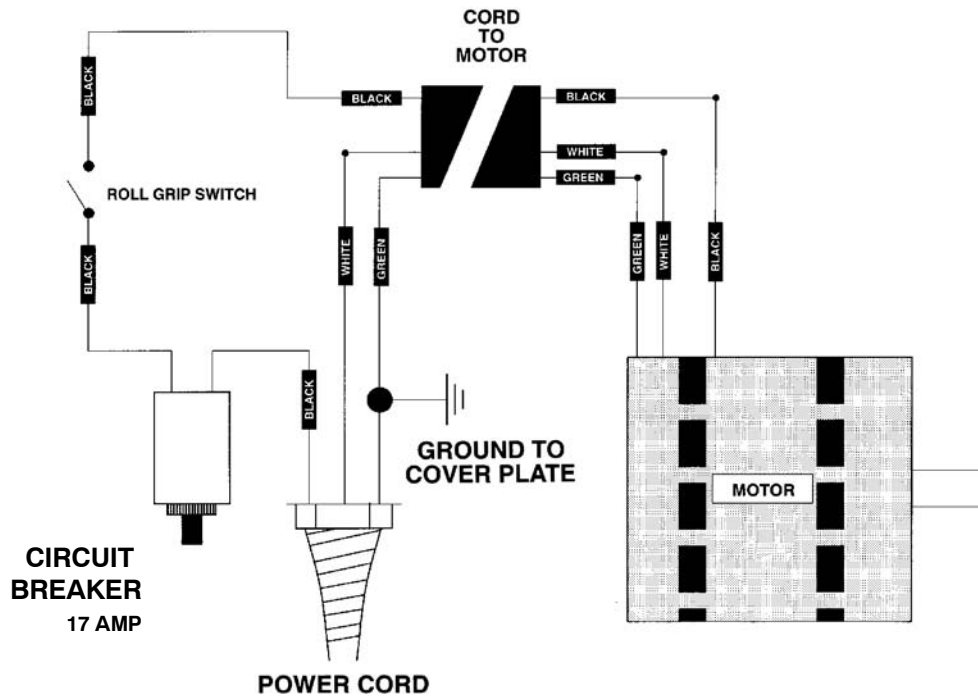 CORD
TO
MOTOR
BLACK
BLACK
BLACK
WHITE
GREEN
ROLL GRIP SWITCH
BLACK
WHITE
GREEN
GREEN
WHITE
BLACK
BLACK
GROUND TO
COVER PLATE
MOTOR
CIRCUIT
BREAKER
17 AMP
POWER CORD